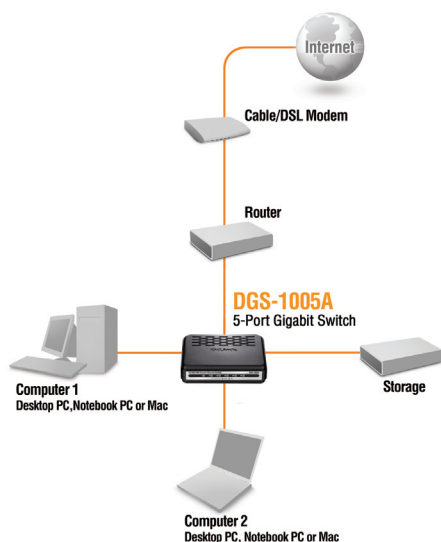 Internet
Cable/DSL Modem
Router
DGS-1005A
5-Port Gigabit Switch
Computer 1
Desktop PC,Notebook PC or Mac
Storage
Computer 2
Desktop PC, Notebook PC or Mac